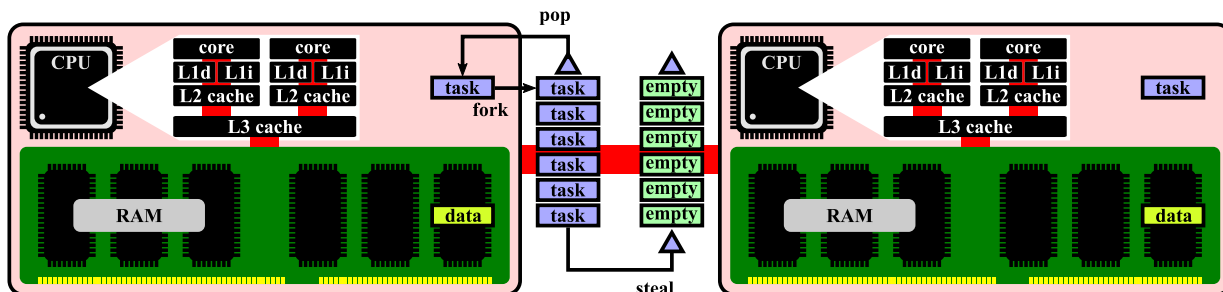 pop
CPU
core
core
L1d
L1i
L1d
L1i
L2 cache
L2 cache
L3 cache
task
fork
RAM
data
task
task
task
task
task
task
empty
empty
empty
empty
empty
empty
steal
CPU
core
core
L1d
L1i
L1d
L1i
L2 cache
L2 cache
L3 cache
task
RAM
data